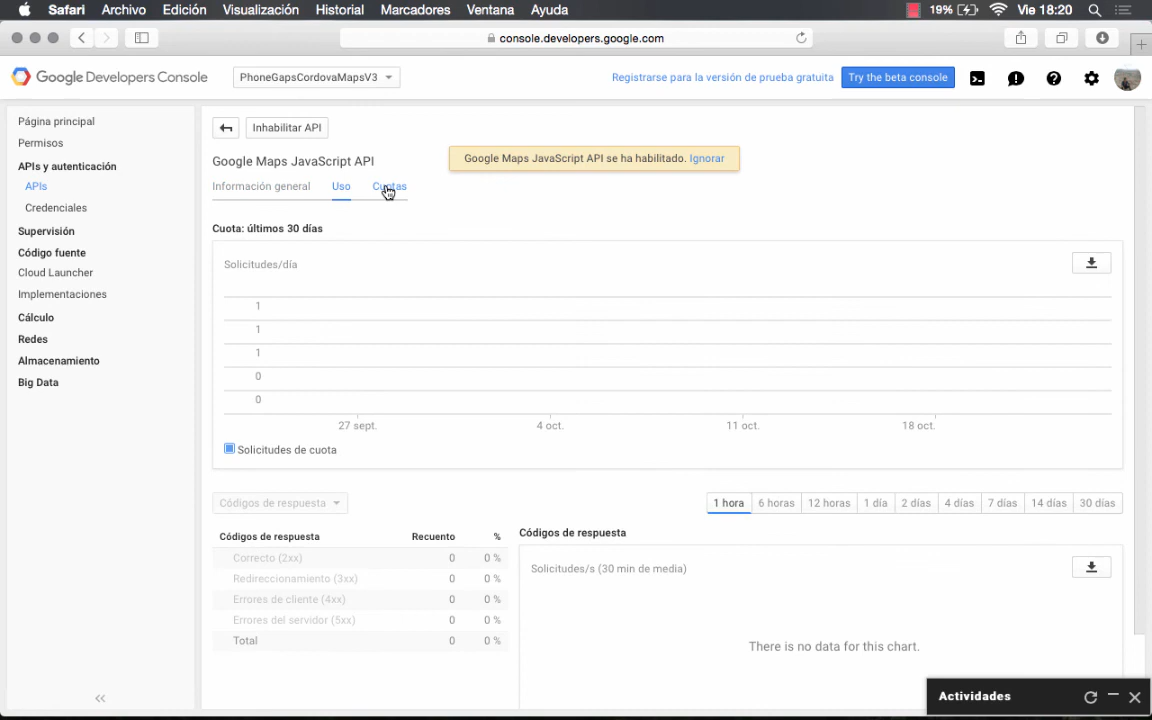 Safari Archivo Edición Visualización Historial Marcadores Ventana Ayuda 19% Vie 18:20
console.developers.google.com
Google Developers Console PhoneGapsCordovaMapsV3 Registrarse para la versión de prueba gratuita Try the beta console
Página principal
Permisos
APIs y autenticación
APIs
Credenciales
Supervisión
Código fuente
Cloud Launcher
Implementaciones
Cálculo
Redes
Almacenamiento
Big Data
Inhabilitar API
Google Maps JavaScript API
Google Maps JavaScript API se ha habilitado. Ignorar
Información general Uso Cuotas
Cuota: últimos 30 días
Solicitudes/día
1
1
1
0
0
27 sept. 4 oct. 11 oct. 18 oct.
Solicitudes de cuota
Códigos de respuesta 1 hora 6 horas 12 horas 1 día 2 días 4 días 7 días 14 días 30 días
Códigos de respuesta Recuento %
Correcto (2xx) 0 0 %
Redireccionamiento (3xx) 0 0 %
Errores de cliente (4xx) 0 0 %
Errores del servidor (5xx) 0 0 %
Total 0 0 %
Códigos de respuesta
Solicitudes/s (30 min de media)
There is no data for this chart.
Actividades